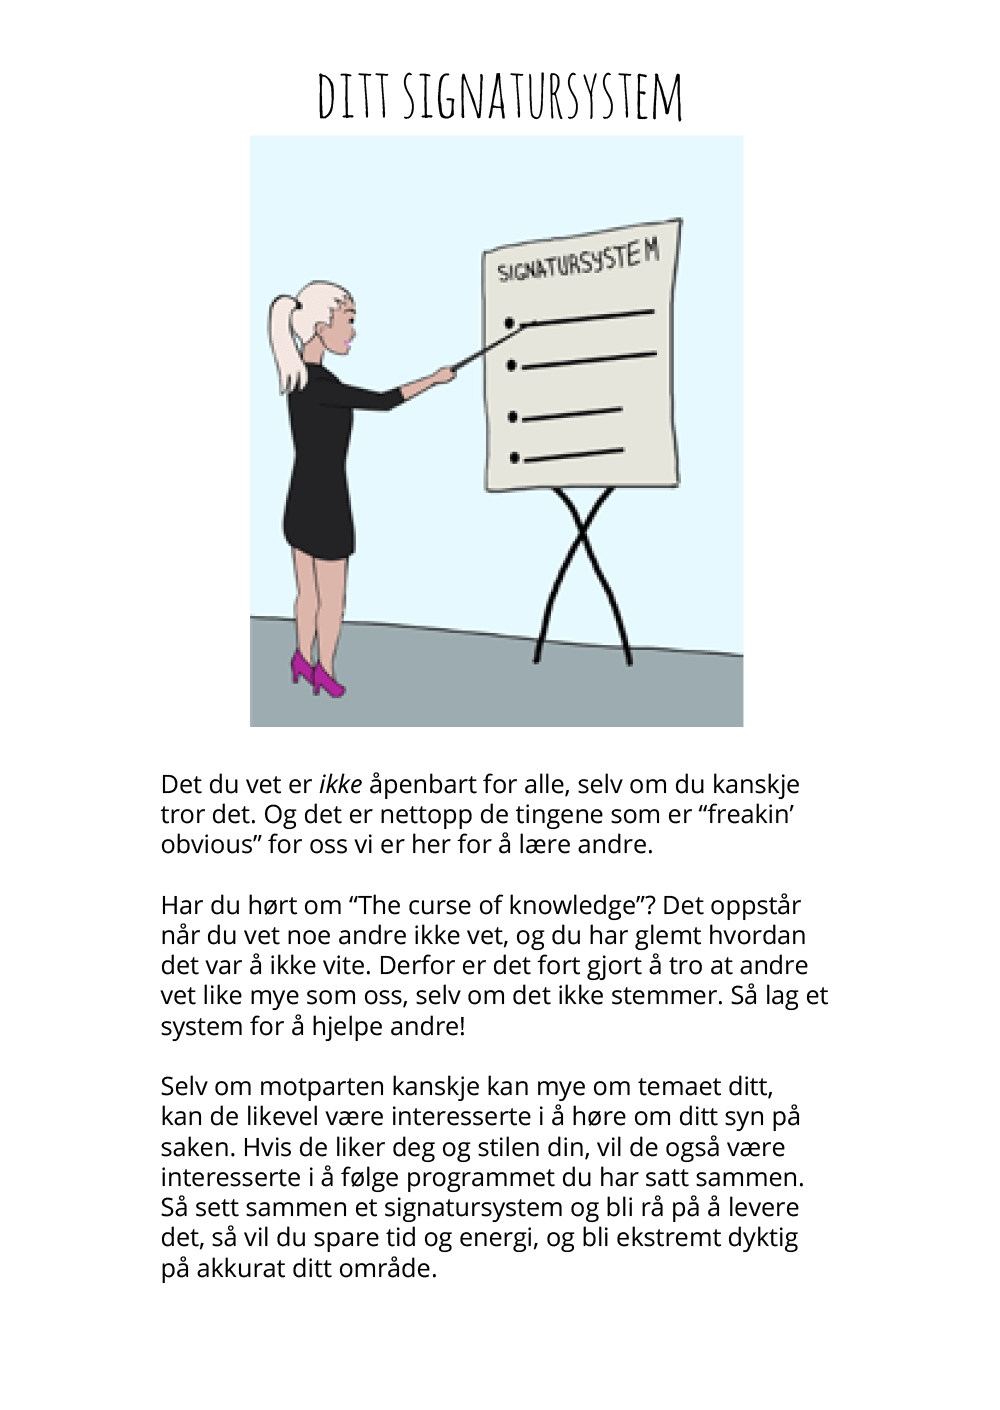 DITT SIGNATURSYSTEM
SIGNATURSYSTEM
Det du vet er ikke åpenbart for alle, selv om du kanskje
tror det. Og det er nettopp de tingene som er “freakin’
obvious” for oss vi er her for å lære andre.
Har du hørt om “The curse of knowledge”? Det oppstår
når du vet noe andre ikke vet, og du har glemt hvordan
det var å ikke vite. Derfor er det fort gjort å tro at andre
vet like mye som oss, selv om det ikke stemmer. Så lag et
system for å hjelpe andre!
Selv om motparten kanskje kan mye om temaet ditt,
kan de likevel være interesserte i å høre om ditt syn på
saken. Hvis de liker deg og stilen din, vil de også være
interesserte i å følge programmet du har satt sammen.
Så sett sammen et signatursystem og bli rå på å levere
det, så vil du spare tid og energi, og bli ekstremt dyktig
på akkurat ditt område.